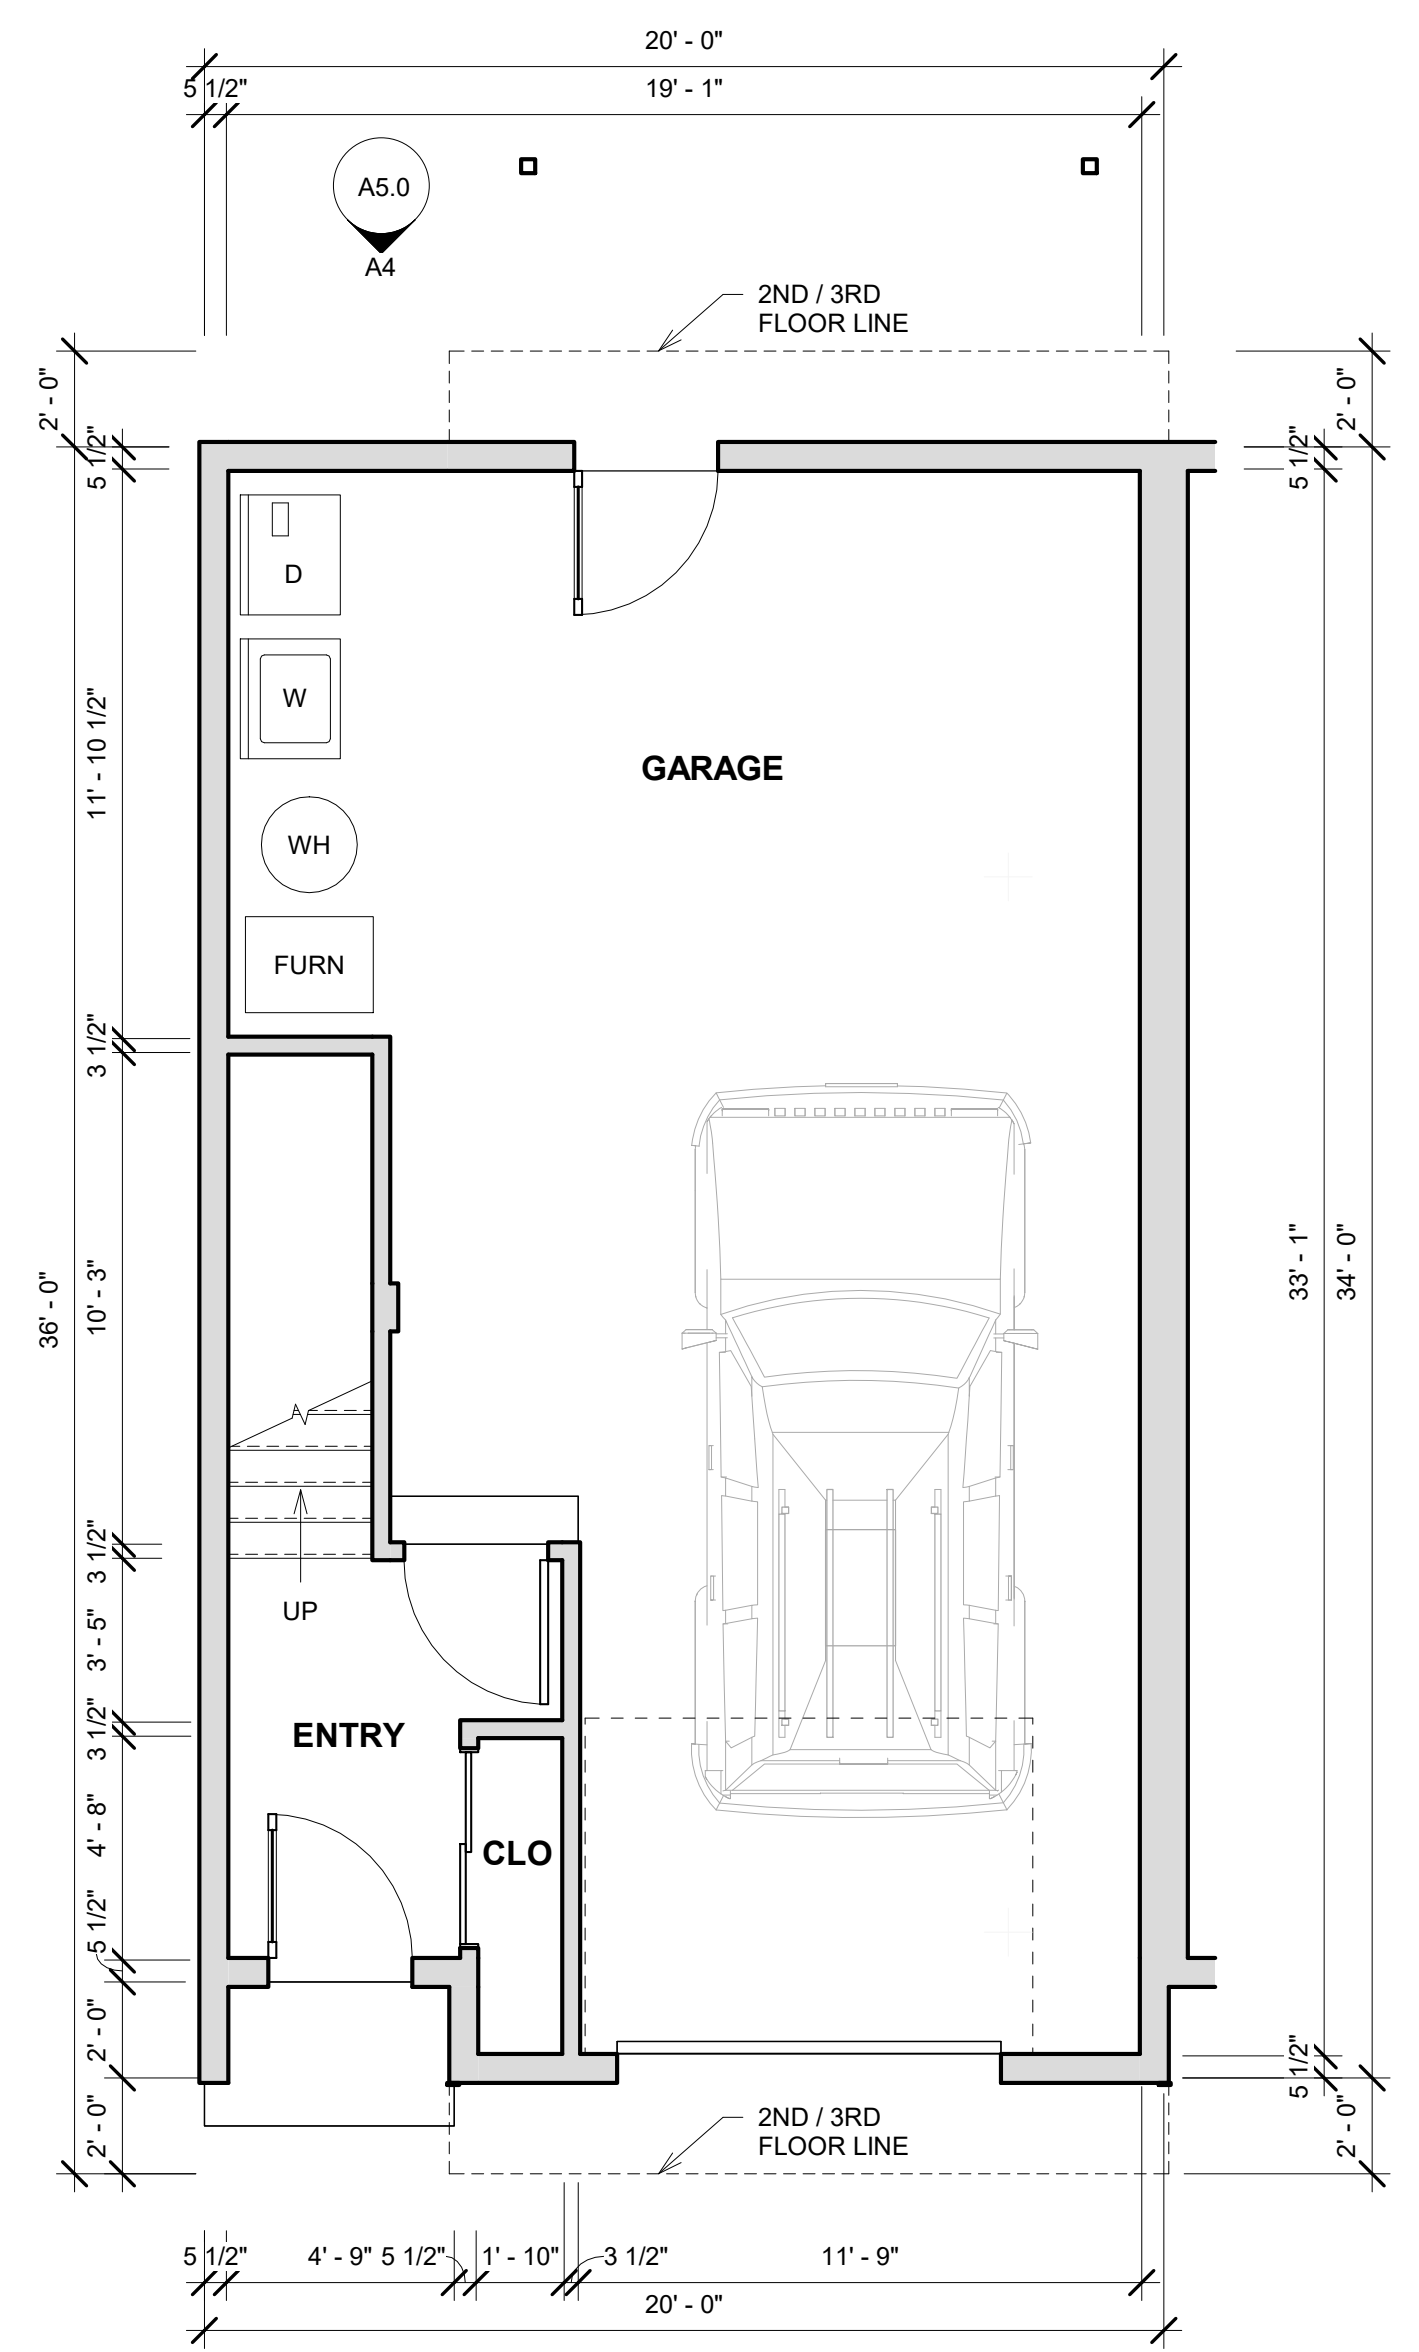 20' - 0"
5 1/2"
19' - 1"
A5.0
A4
2ND / 3RD
FLOOR LINE
2' - 0"
5 1/2"
11' - 10 1/2"
3 1/2"
36' - 0"
10' - 3"
3 1/2"
3' - 5"
3 1/2"
4' - 8"
5 1/2"
2' - 0"
2' - 0"
D
W
WH
FURN
GARAGE
UP
ENTRY
CLO
2' - 0"
5 1/2"
33' - 1"
34' - 0"
5 1/2"
2' - 0"
2ND / 3RD
FLOOR LINE
5 1/2"
4' - 9"
5 1/2"
1' - 10"
3 1/2"
11' - 9"
20' - 0"